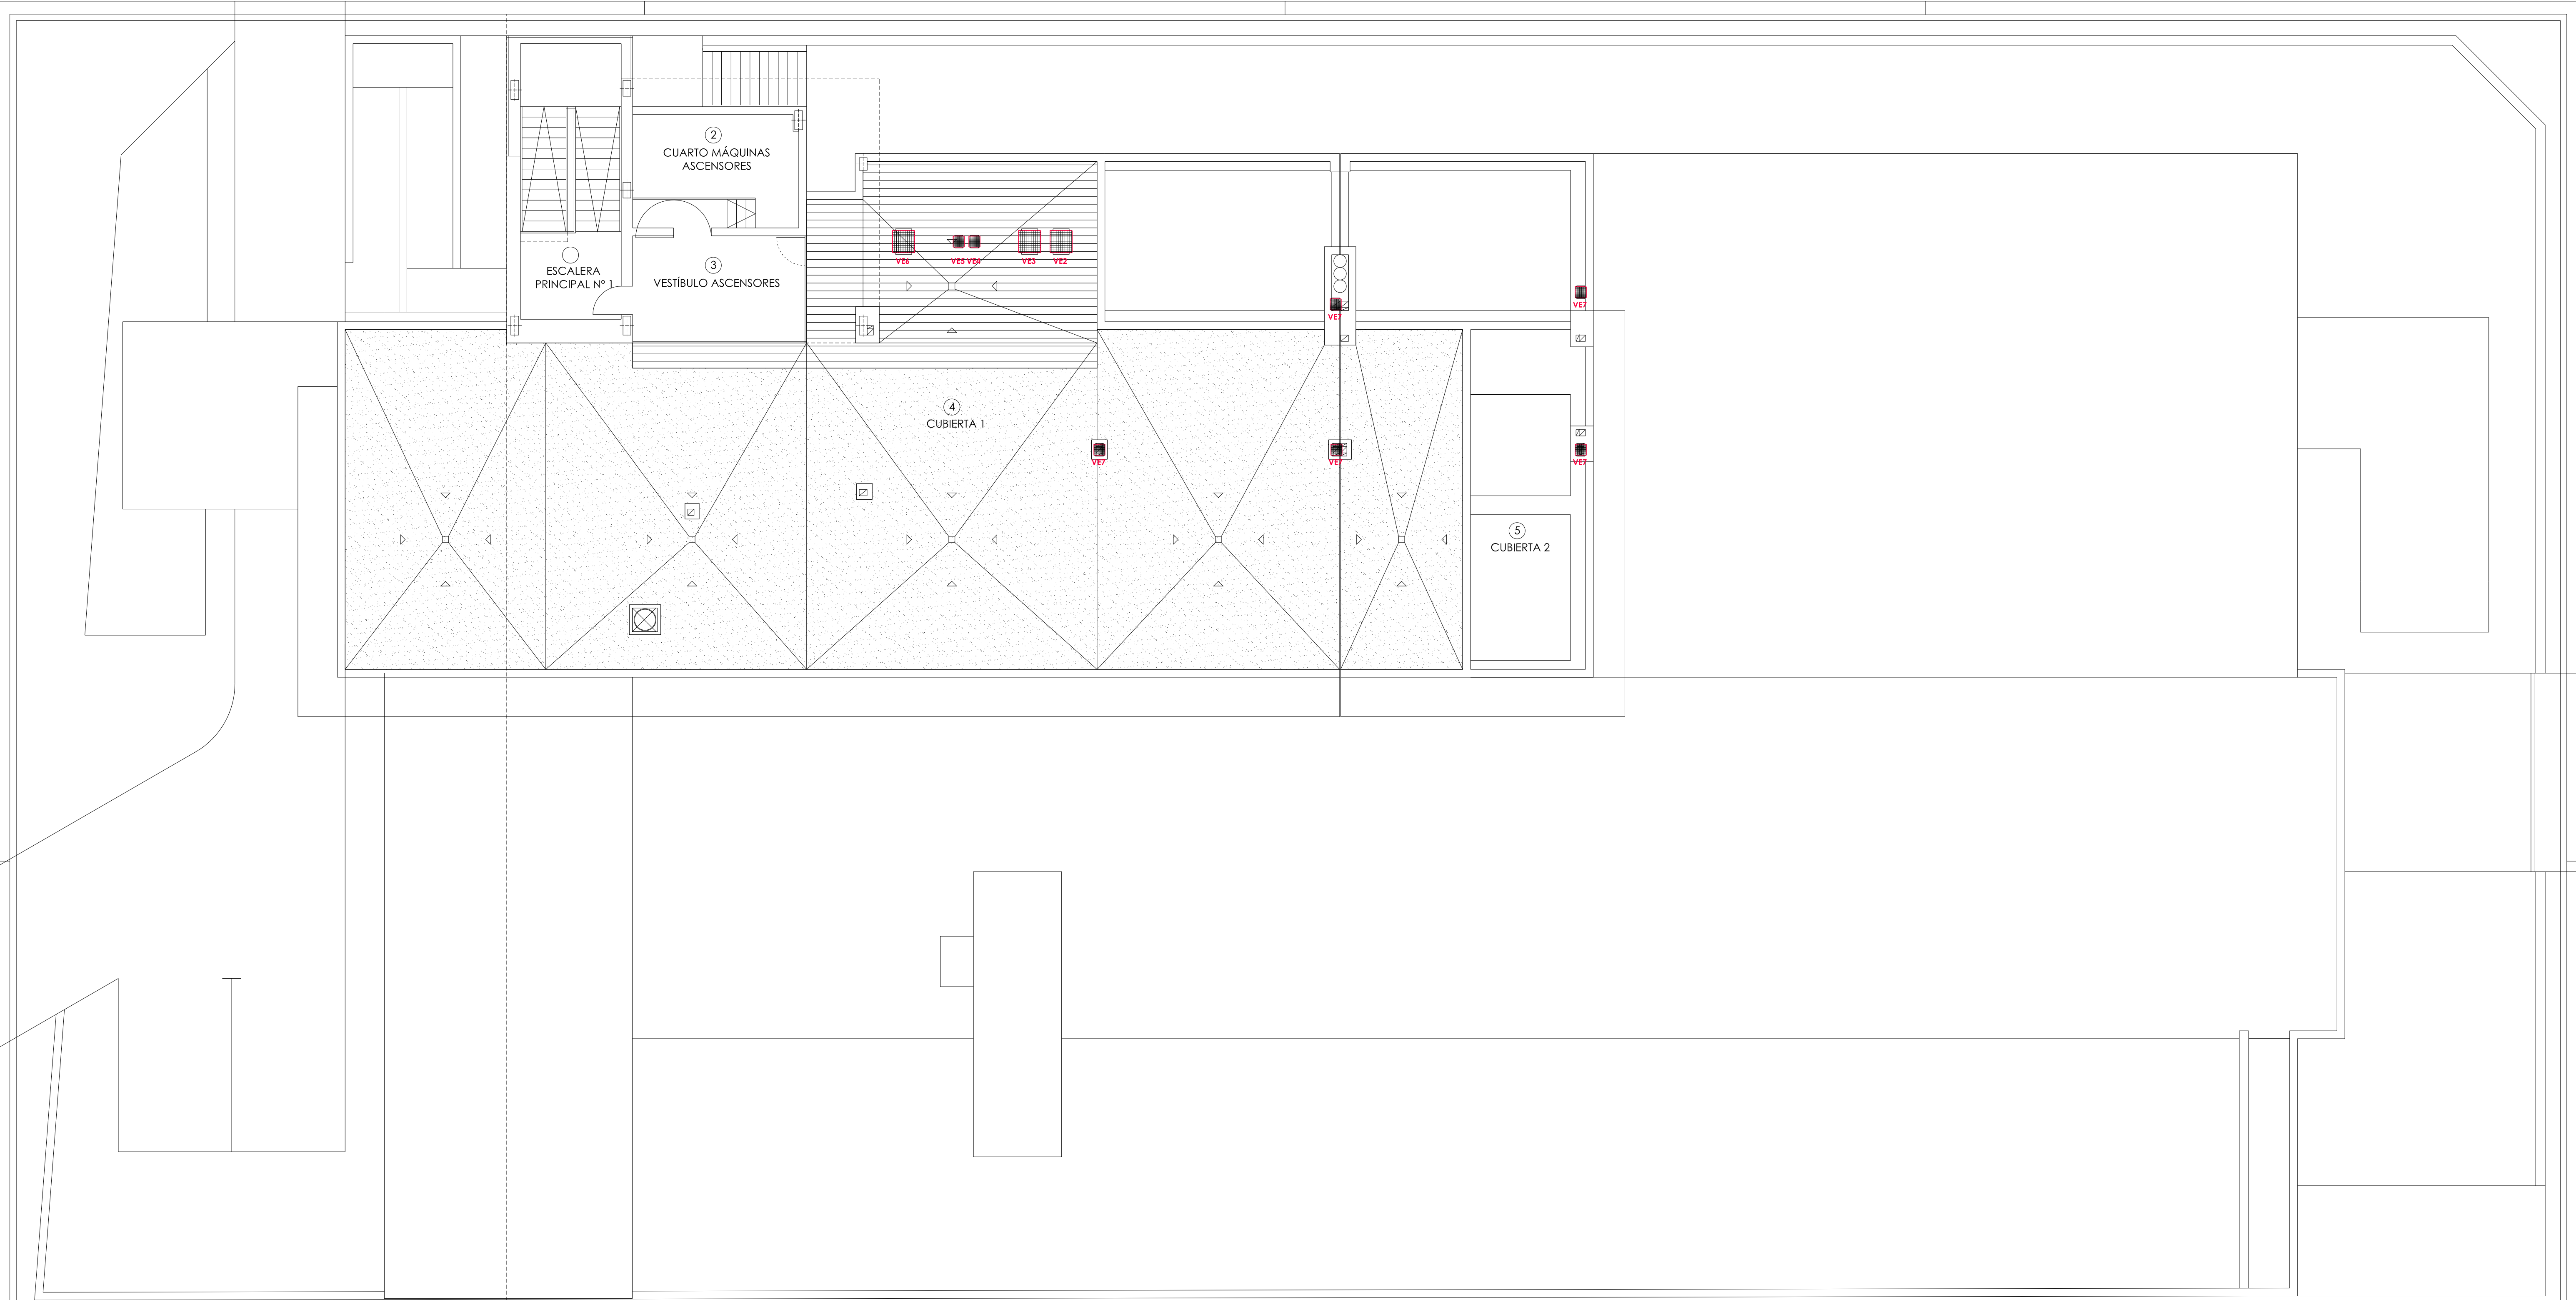 2
CUARTO MÁQUINAS
ASCENSORES
ESCALERA
PRINCIPAL Nº 1
3
VESTÍBULO ASCENSORES
VE6
VE5
VE4
VE3
VE2
VE7
VE7
4
CUBIERTA 1
VE7
VE7
VE7
5
CUBIERTA 2